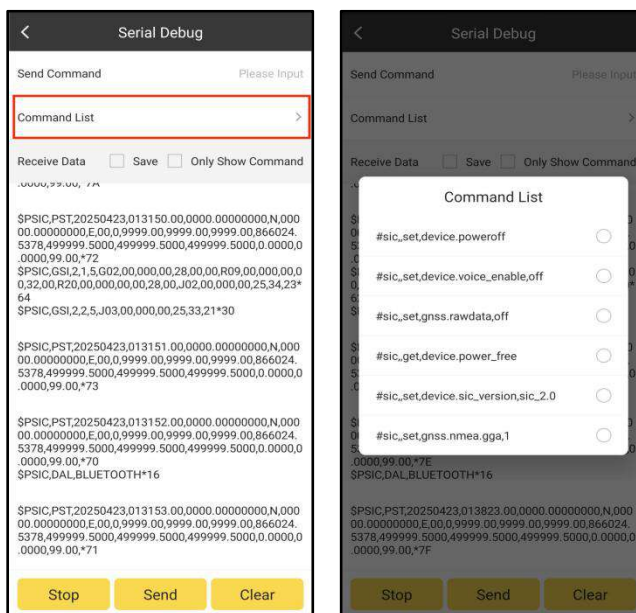 Serial Debug
Send Command Please Input
Command List
Receive Data Save Only Show Command
.0000,99.00,*7A
$PSIC,PST,20250423,013150.00,0000.00000000,N,000
00.00000000,E,00,0,9999.00,9999.00,9999.00,866024.
5378,499999.5000,499999.5000,499999.5000,0.0000,0
.0000,99.00,*72
$PSIC,GSI,2,1,5,G02,00,000,00,28,00,00,R09,00,000,00,0
0,32,00,R20,00,000,00,00,28,00,J02,00,000,00,25,34,23*
64
$PSIC,GSI,2,2,5,J03,00,000,00,25,33,21*30
$PSIC,PST,20250423,013151.00,0000.00000000,N,000
00.00000000,E,00,0,9999.00,9999.00,9999.00,866024.
5378,499999.5000,499999.5000,499999.5000,0.0000,0
.0000,99.00,*73
$PSIC,PST,20250423,013152.00,0000.00000000,N,000
00.00000000,E,00,0,9999.00,9999.00,9999.00,866024.
5378,499999.5000,499999.5000,499999.5000,0.0000,0
.0000,99.00,*70
$PSIC,DAL,BLUETOOTH*16
$PSIC,PST,20250423,013153.00,0000.00000000,N,000
00.00000000,E,00,0,9999.00,9999.00,9999.00,866024.
5378,499999.5000,499999.5000,499999.5000,0.0000,0
.0000,99.00,*71
Stop Send Clear
Serial Debug
Send Command Please Input
Command List
Receive Data Save Only Show Command
Command List
#sic,,set,device.poweroff
#sic,,set,device.voice_enable,off
#sic,,set,gnss.rawdata,off
#sic,,get,device.power_free
#sic,,set,device.sic_version,sic_2.0
#sic,,set,gnss.nmea.gga,1
.0000,99.00,*7E
$PSIC,DAL,BLUETOOTH*16
$PSIC,PST,20250423,013823.00,0000.00000000,N,000
00.00000000,E,00,0,9999.00,9999.00,9999.00,866024.
5378,499999.5000,499999.5000,499999.5000,0.0000,0
.0000,99.00,*7F
Stop Send Clear